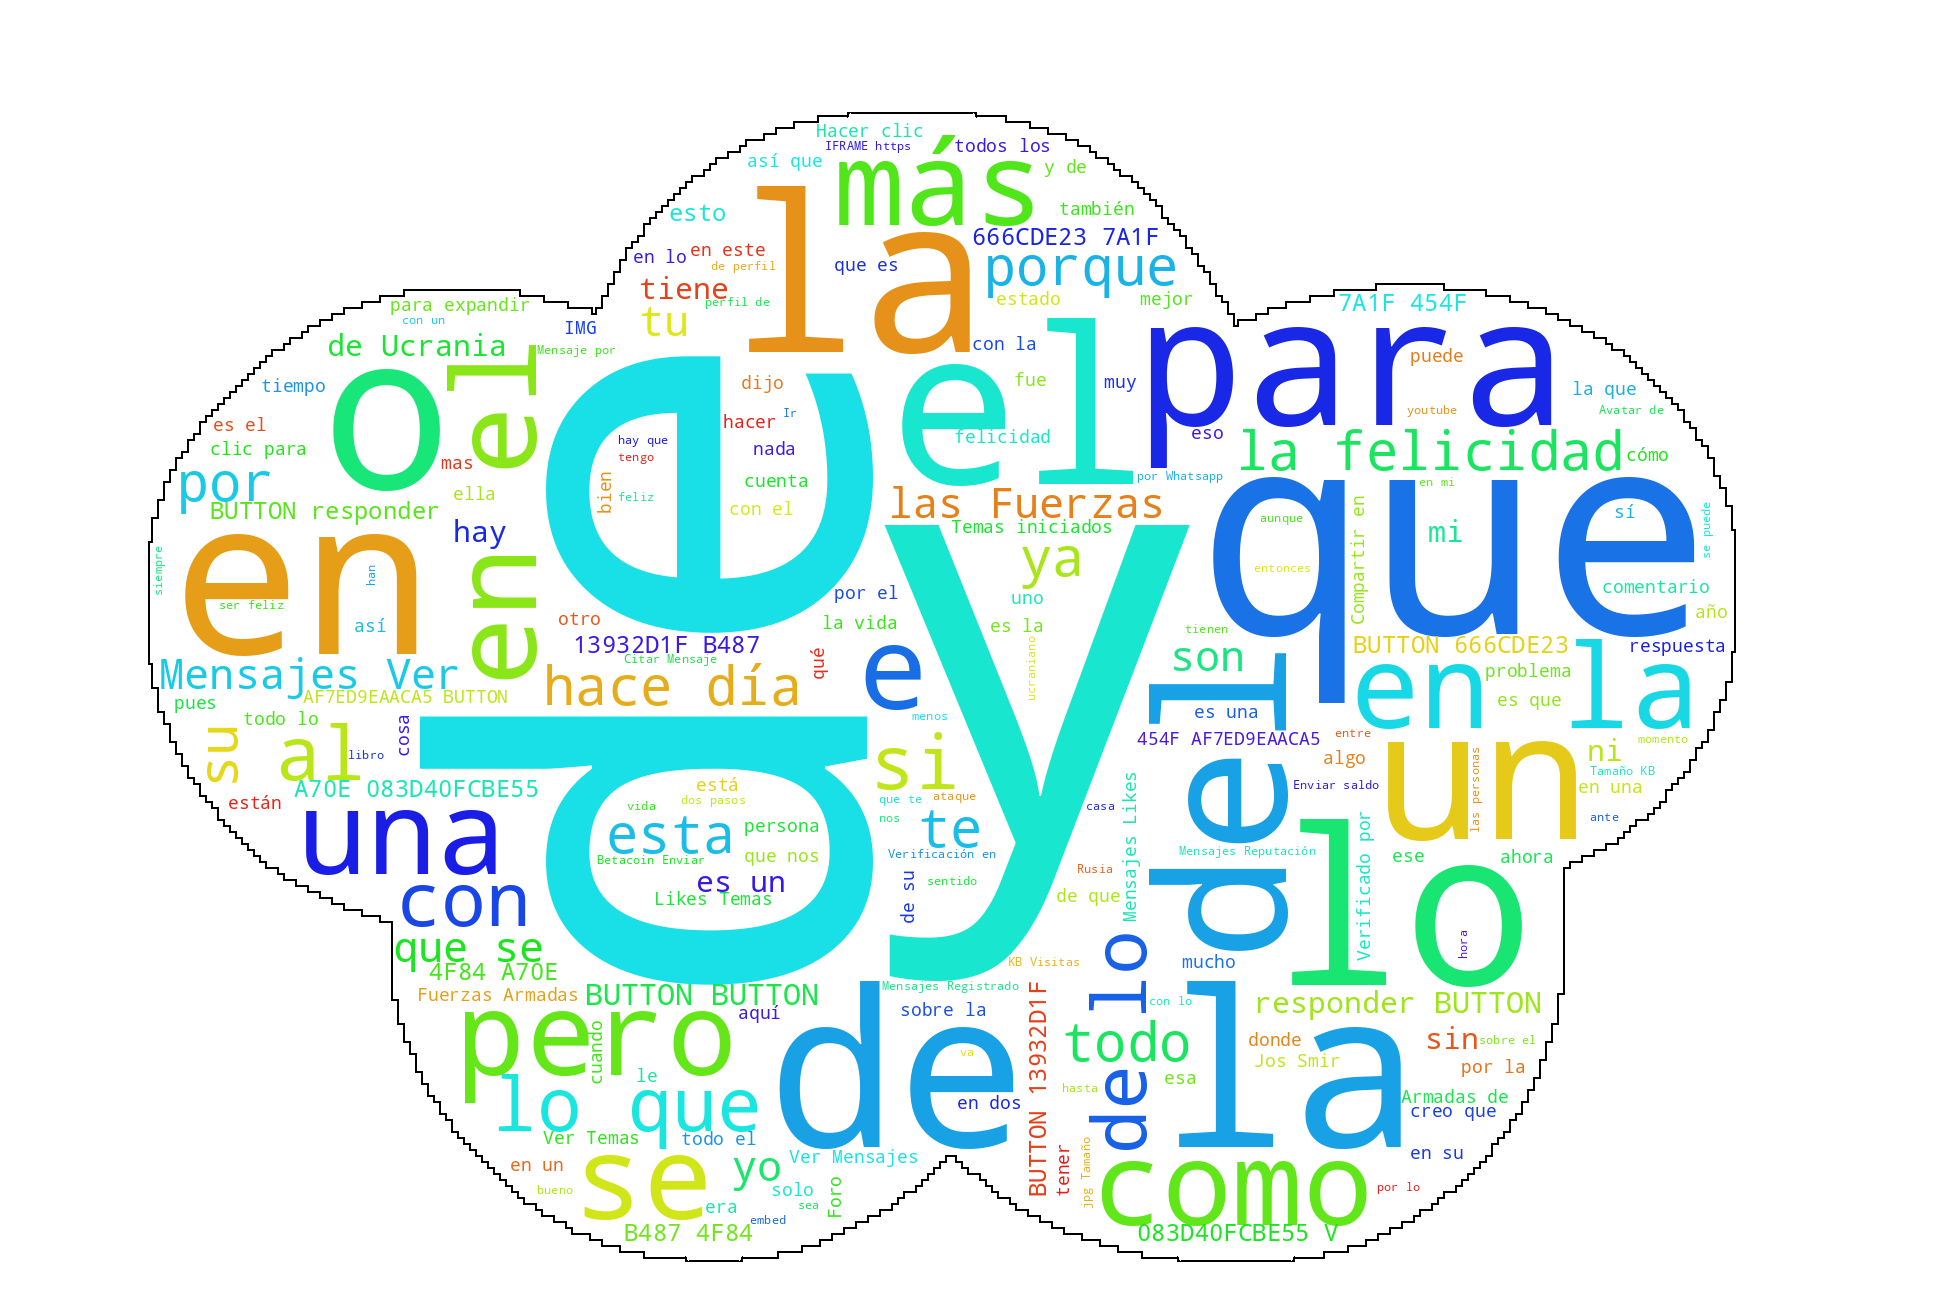 Hacer clic
IFRAME https
todos los
así que
más
y de
esto
también
la
666CDE23 7A1F
en lo
en este
de perfil
que es
porque
tiene
perfil de
estado
mejor
para expandir
con un
IMG
tu
7A1F 454F
de Ucrania
Mensaje por
con la
el
para
puede
tiempo
o
en el
dijo
fue
muy
la que
es el
hacer
Ir
youtube
Avatar de
clic para
mas
hay que
tengo
nada
felicidad
eso
la felicidad
cómo
por
ella
bien
feliz
cuenta
con el
por Whatsapp
en mi
BUTTON responder
hay
de
las Fuerzas
que
aunque
Compartir en
sí
se puede
en
Temas iniciados
y
ya
mi
siempre
han
entonces
comentario
ser feliz
así
por el
uno
año
otro
la vida
es la
tienen
13932D1F B487
Citar Mensaje
qué
e
ucraniano
son
BUTTON 666CDE23
respuesta
Mensajes Ver
hace día
en la
problema
AF7ED9EAACA5 BUTTON
pues
es que
todo lo
cosa
menos
del
es una
su
al
libro
si
454F AF7ED9EAACA5
entre
un
ni
momento
algo
Tamaño KB
A70E 083D40FCBE55
está
Enviar saldo
las personas
en una
están
dos pasos
vida
que te
ataque
casa
Mensajes Likes
una
esta
persona
nos
te
lo
Verificado por
ante
Betacoin Enviar
que nos
Verificación en
Mensajes Reputación
ese
ahora
con
es un
de su
sentido
Rusia
Likes Temas
de que
que se
de lo
hora
4F84 A70E
KB Visitas
mucho
Fuerzas Armadas
BUTTON BUTTON
Mensajes Registrado
BUTTON 13932D1F
con lo
responder BUTTON
pero
aquí
de
sobre la
la
cuando
va
todo
donde
sin
sobre el
Jos Smir
por la
le
esa
hasta
lo que
en dos
Armadas de
creo que
Ver Temas
todo el
Ver Mensajes
tener
jpg Tamaño
en su
en un
se
yo
como
bueno
solo
por lo
era
sea
Foro
embed
B487 4F84
083D40FCBE55 V